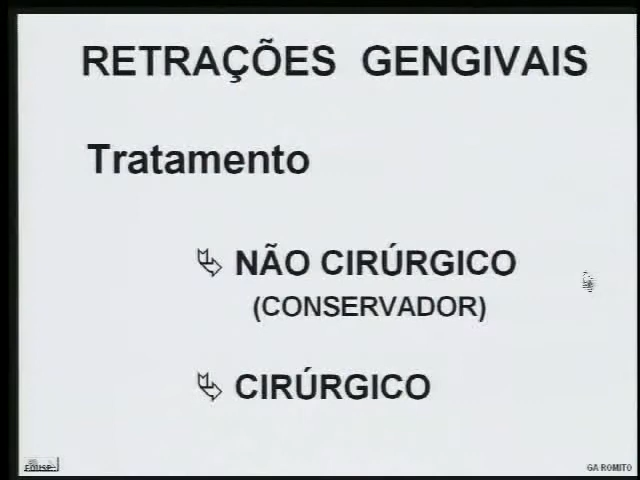 RETRAÇÕES GENGIVAIS
Tratamento
NÃO CIRÚRGICO
(CONSERVADOR)
CIRÚRGICO
GA ROMITO